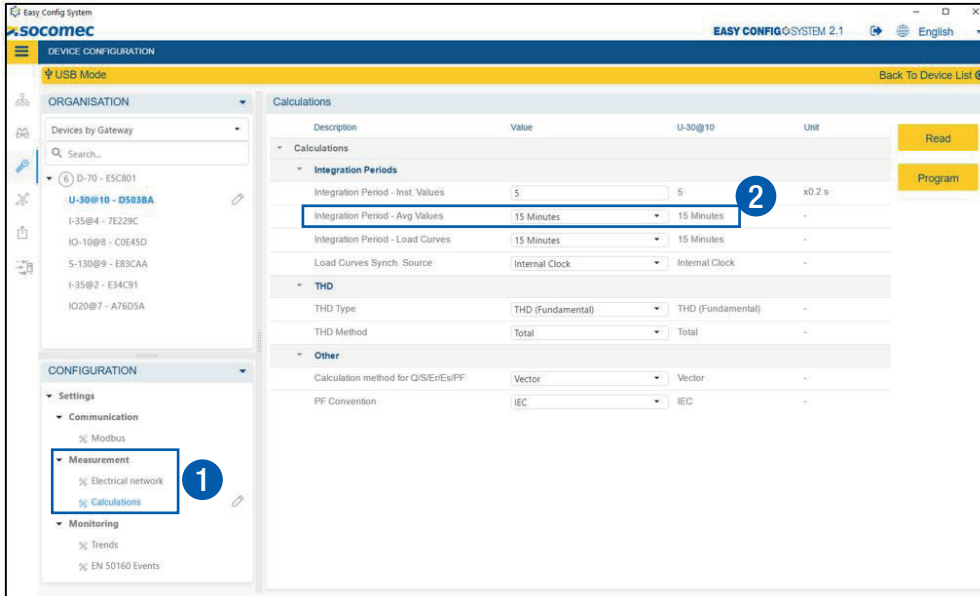 Easy Config System
socomec
EASY CONFIG SYSTEM 2.1
English
DEVICE CONFIGURATION
USB Mode
Back To Device List
ORGANISATION
Devices by Gateway
Search...
6 D-70 - E5C801
U-30@10 - D503BA
I-35@4 - 7E229C
IO-10@8 - C0E45D
S-130@9 - E83CAA
I-35@2 - E34C91
IO20@7 - A76D5A
CONFIGURATION
Settings
Communication
Modbus
Measurement
Electrical network
Calculations
1
Monitoring
Trends
EN 50160 Events
Calculations
Description Value U-30@10 Unit
Calculations
Integration Periods
Integration Period - Inst. Values 5 5 x0.2 s
2
Integration Period - Avg Values 15 Minutes 15 Minutes -
Integration Period - Load Curves 15 Minutes 15 Minutes -
Load Curves Synch. Source Internal Clock Internal Clock -
THD
THD Type THD (Fundamental) THD (Fundamental) -
THD Method Total Total -
Other
Calculation method for Q/S/Er/Es/PF Vector Vector -
PF Convention IEC IEC -
Read
Program